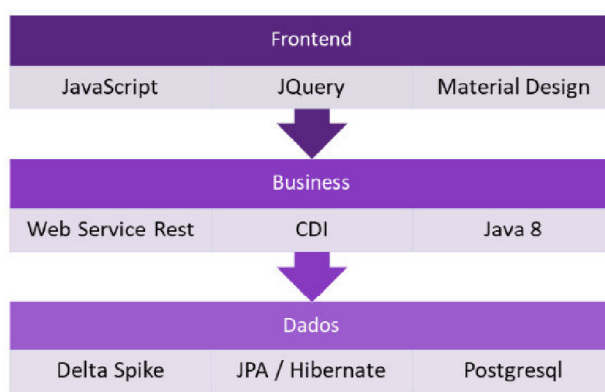 Frontend
JavaScript JQuery Material Design
Business
Web Service Rest CDI Java 8
Dados
Delta Spike JPA / Hibernate Postgresql